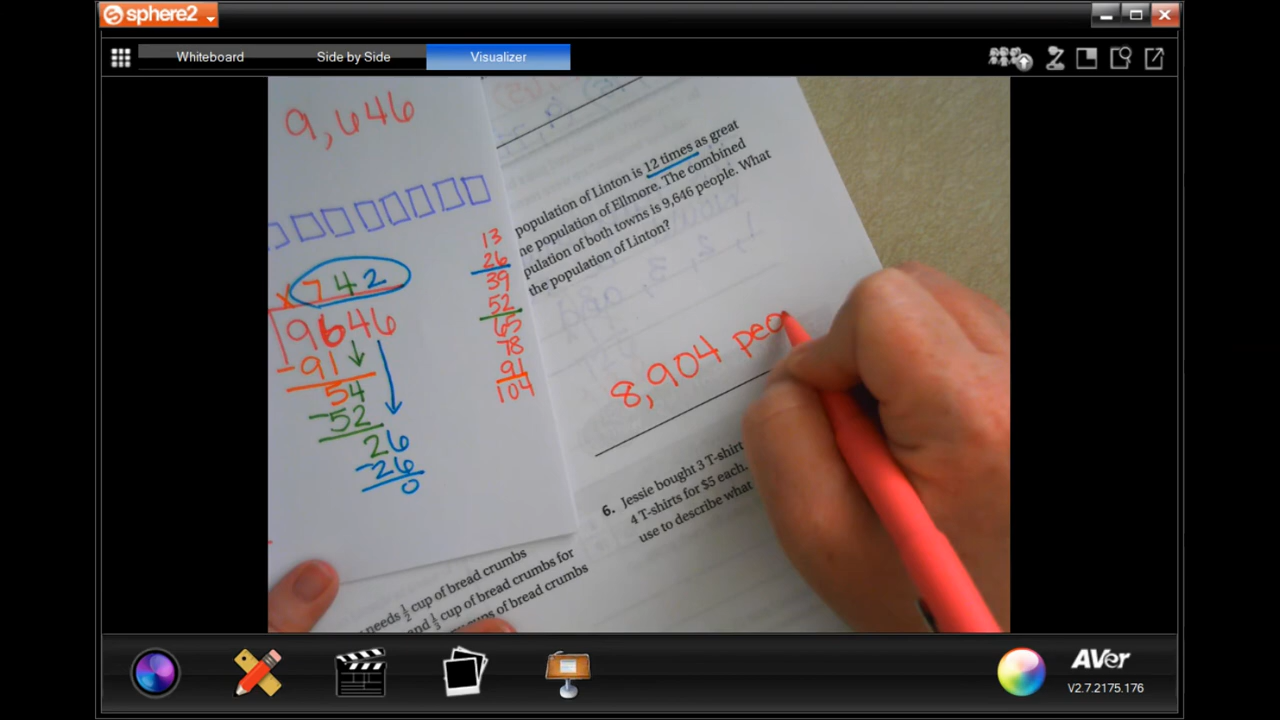 sphere2
Whiteboard Side by Side Visualizer
9,646
population of Linton is 12 times as great
he population of Ellmore. The combined
pulation of both towns is 9,646 people. What
the population of Linton?
13
26
39
52
65
78
91
104
x742
9646
-91
54
-52
26
-26
0
8,904 peo
6. Jessie bought 3 T-shirt
4 T-shirts for $5 each.
use to describe what
needs 1/2 cup of bread crumbs
and 1/3 cup of bread crumbs for
cups of bread crumbs
AVer
V2.7.2175.176